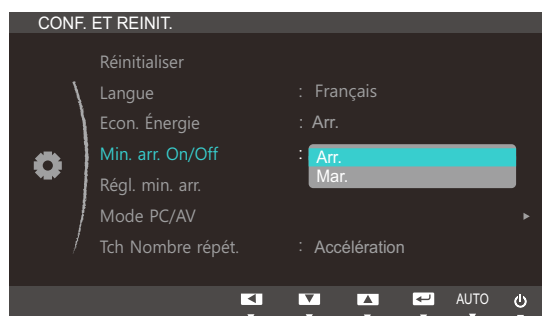 CONF. ET REINIT.
Réinitialiser
Langue : Français
Econ. Énergie : Arr.
Min. arr. On/Off : Arr.
Mar.
Régl. min. arr.
Mode PC/AV
Tch Nombre répét. : Accélération
AUTO